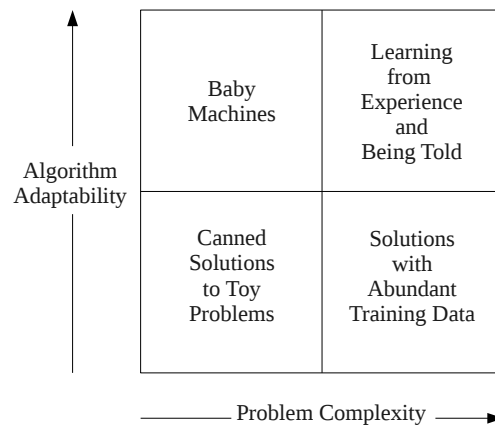 Baby
Machines
Learning
from
Experience
and
Being Told
Algorithm
Adaptability
Canned
Solutions
to Toy
Problems
Solutions
with
Abundant
Training Data
Problem Complexity